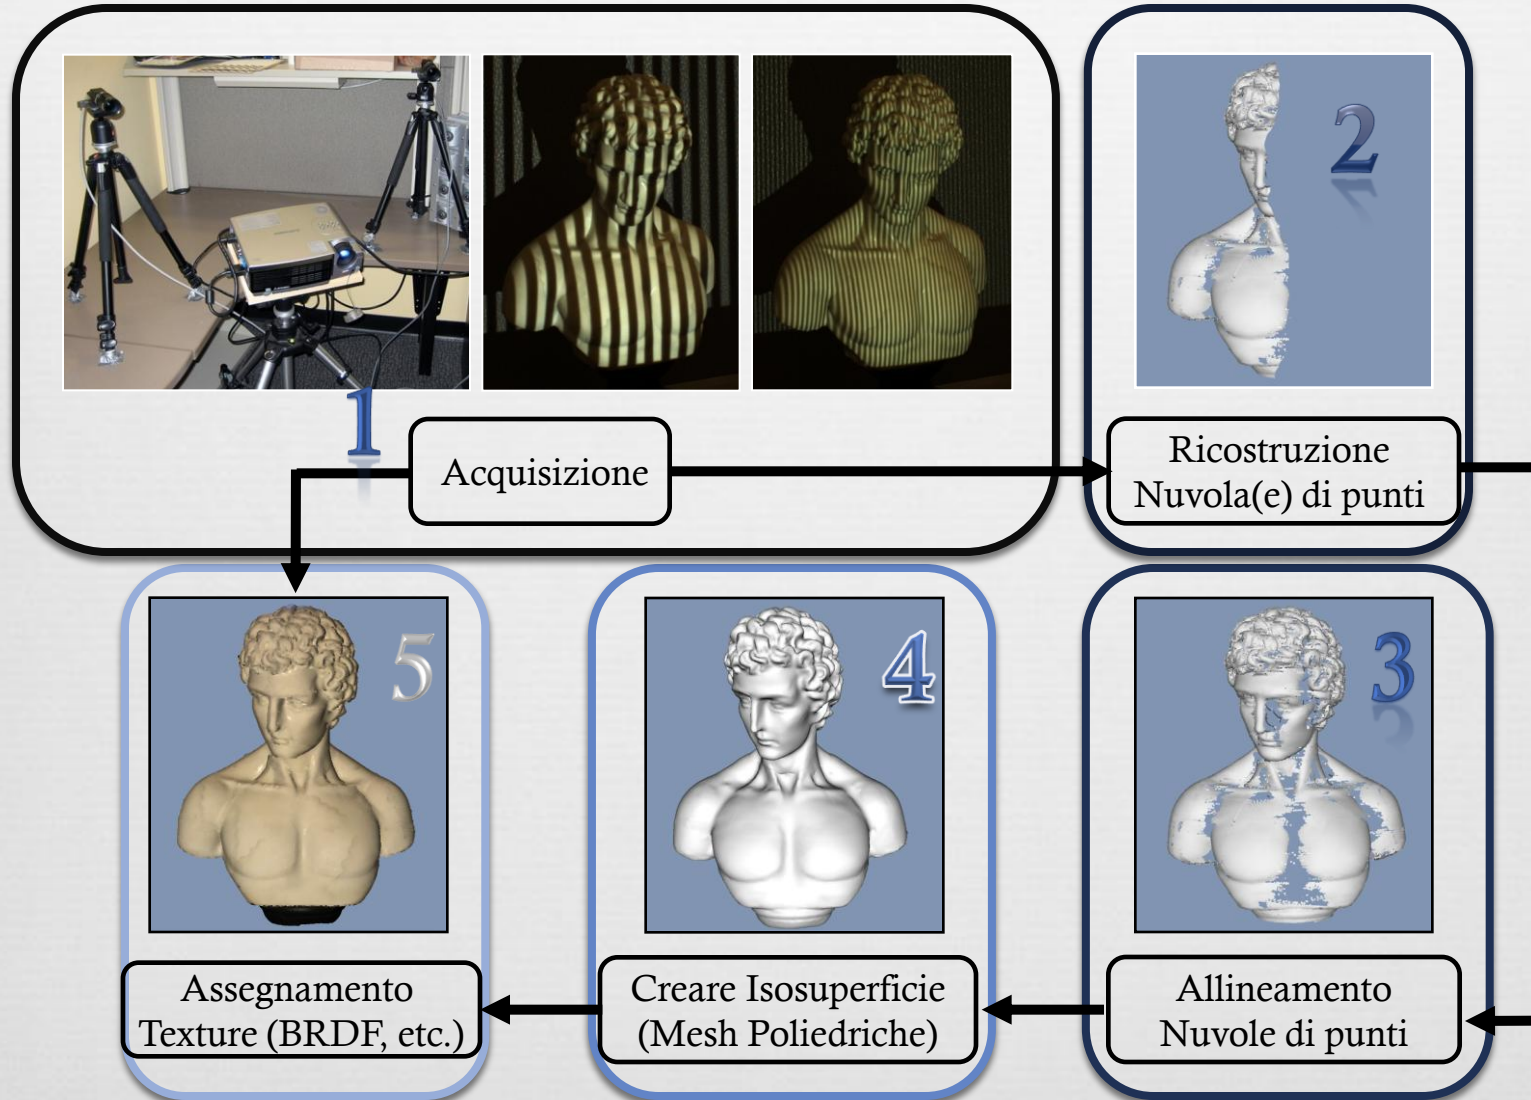 1
Acquisizione
2
Ricostruzione
Nuvola(e) di punti
3
Allineamento
Nuvole di punti
4
Creare Isosuperficie
(Mesh Poliedriche)
5
Assegnamento
Texture (BRDF, etc.)